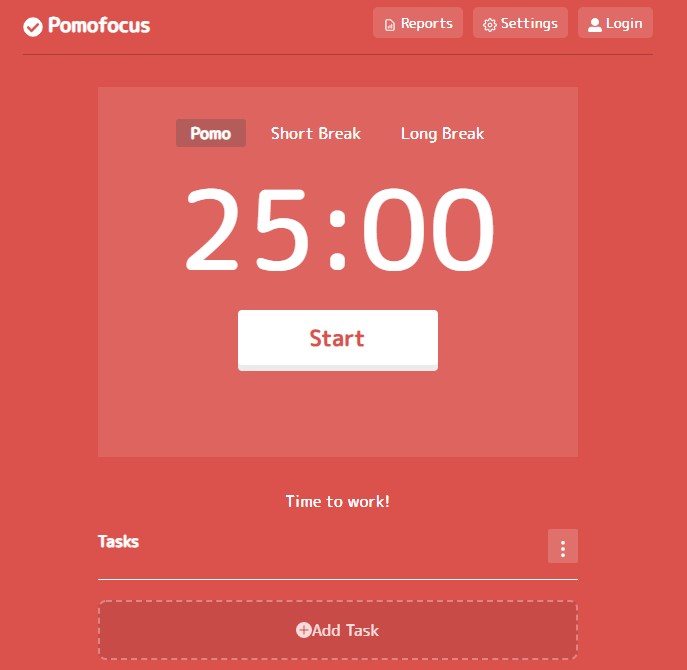 Pomofocus
Reports Settings Login
Pomo Short Break Long Break
25:00
Start
Time to work!
Tasks
Add Task